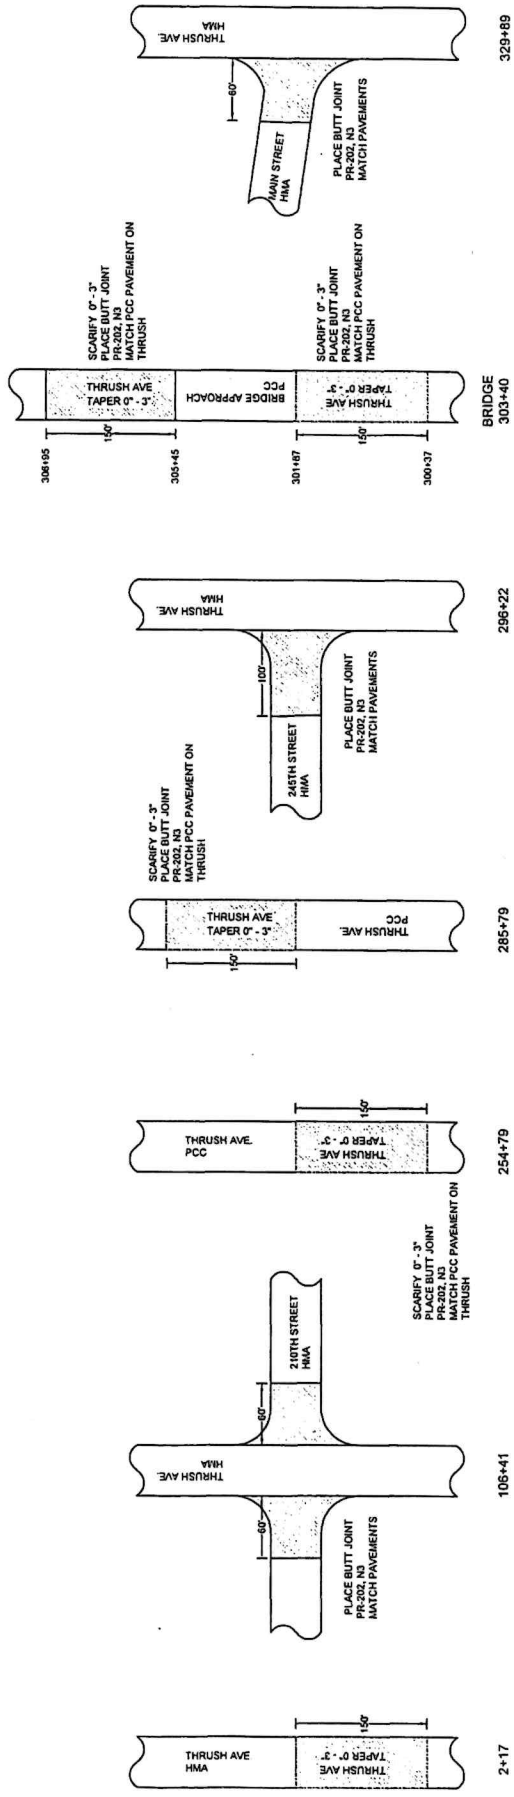 THRUSH AVE.
HMA
60'
MAIN STREET
HMA
PLACE BUTT JOINT
PR-202, N3
MATCH PAVEMENTS
329+89
SCARIFY 0" - 3"
PLACE BUTT JOINT
PR-202, N3
MATCH PCC PAVEMENT ON
THRUSH
306+95
150'
THRUSH AVE
TAPER 0" - 3"
305+45
BRIDGE APPROACH
PCC
SCARIFY 0" - 3"
PLACE BUTT JOINT
PR-202, N3
MATCH PCC PAVEMENT ON
THRUSH
301+87
150'
THRUSH AVE
TAPER 0" - 3"
300+37
BRIDGE
303+40
THRUSH AVE.
HMA
100'
245TH STREET
HMA
PLACE BUTT JOINT
PR-202, N3
MATCH PAVEMENTS
296+22
SCARIFY 0" - 3"
PLACE BUTT JOINT
PR-202, N3
MATCH PCC PAVEMENT ON
THRUSH
150'
THRUSH AVE
TAPER 0" - 3"
THRUSH AVE.
PCC
285+79
THRUSH AVE.
PCC
150'
THRUSH AVE
TAPER 0" - 3"
254+79
SCARIFY 0" - 3"
PLACE BUTT JOINT
PR-202, N3
MATCH PCC PAVEMENT ON
THRUSH
210TH STREET
HMA
60'
THRUSH AVE.
HMA
60'
PLACE BUTT JOINT
PR-202, N3
MATCH PAVEMENTS
106+41
THRUSH AVE
HMA
150'
THRUSH AVE
TAPER 0" - 3"
2+17